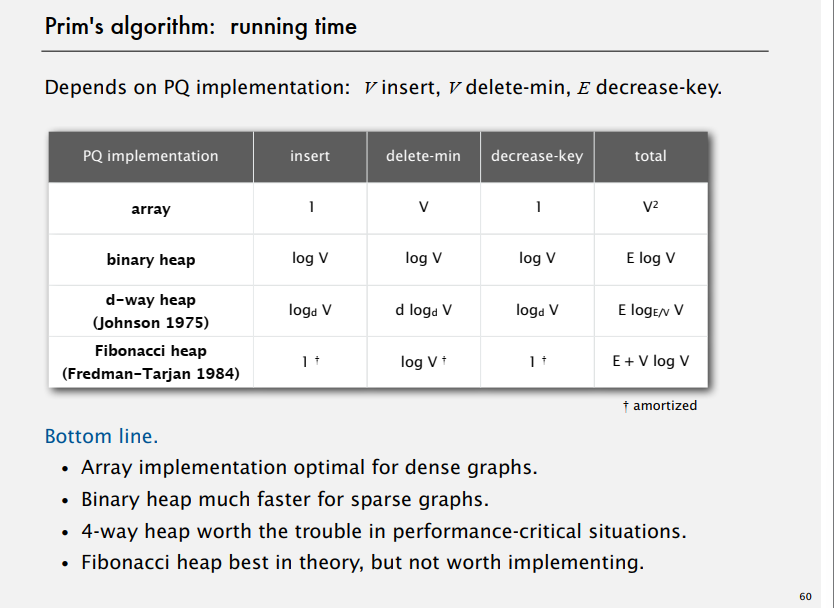 Prim's algorithm: running time
Depends on PQ implementation: V insert, V delete-min, E decrease-key.
PQ implementation insert delete-min decrease-key total
array 1 V 1 V²
binary heap log V log V log V E log V
d-way heap
(Johnson 1975) log_d V d log_d V log_d V E log_E/V V
Fibonacci heap
(Fredman-Tarjan 1984) 1 † log V † 1 † E + V log V
† amortized
Bottom line.
• Array implementation optimal for dense graphs.
• Binary heap much faster for sparse graphs.
• 4-way heap worth the trouble in performance-critical situations.
• Fibonacci heap best in theory, but not worth implementing.
60